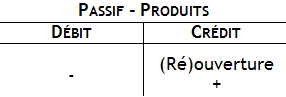 PASSIF - PRODUITS
DÉBIT CRÉDIT
(Ré)ouverture
- +